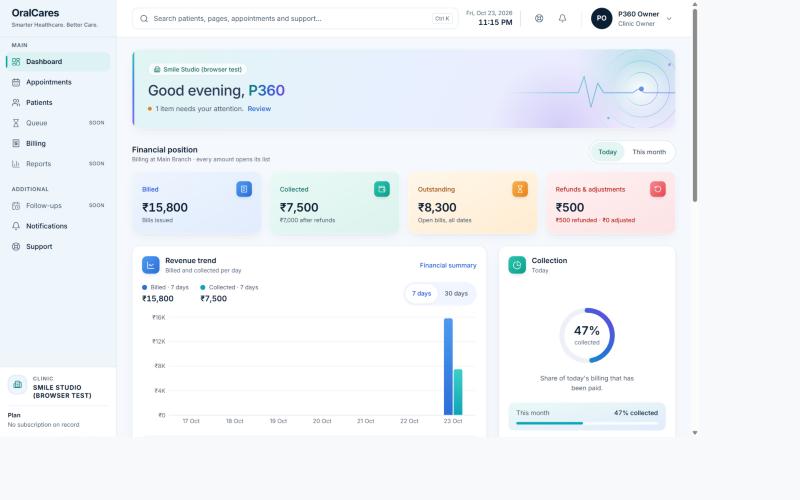 OralCares
Smarter Healthcare. Better Care.
MAIN
Dashboard
Appointments
Patients
Queue SOON
Billing
Reports SOON
ADDITIONAL
Follow-ups SOON
Notifications
Support
CLINIC
SMILE STUDIO
(BROWSER TEST)
Plan
No subscription on record
Search patients, pages, appointments and support...
Ctrl K
Fri, Oct 23, 2026
11:15 PM
PO
P360 Owner
Clinic Owner
Smile Studio (browser test)
Good evening, P360
1 item needs your attention. Review
Financial position
Billing at Main Branch · every amount opens its list
Today This month
Billed
₹15,800
Bills issued
Collected
₹7,500
₹7,000 after refunds
Outstanding
₹8,300
Open bills, all dates
Refunds & adjustments
₹500
₹500 refunded · ₹0 adjusted
Revenue trend
Billed and collected per day
Financial summary
Billed · 7 days
₹15,800
Collected · 7 days
₹7,500
7 days 30 days
₹16K
₹12K
₹8K
₹4K
₹0
17 Oct 18 Oct 19 Oct 20 Oct 21 Oct 22 Oct 23 Oct
Collection
Today
47%
collected
Share of today's billing that has
been paid.
This month 47% collected